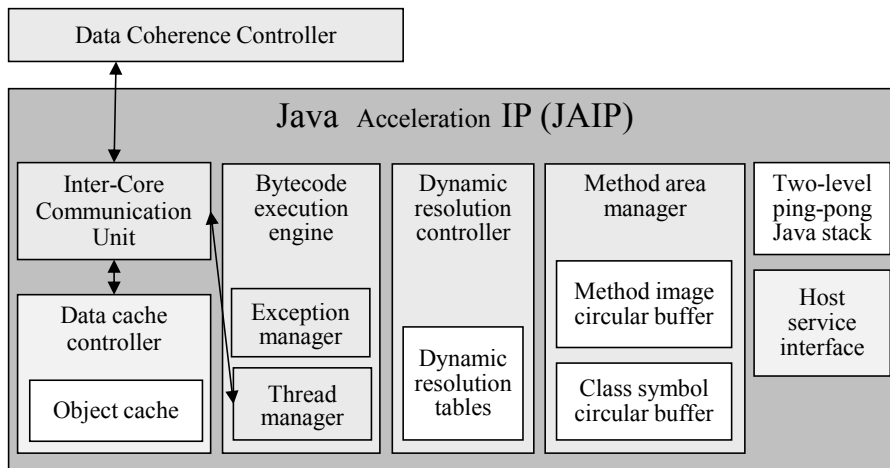 Data Coherence Controller
Java Acceleration IP (JAIP)
Inter-Core
Communication
Unit
Data cache
controller
Object cache
Bytecode
execution
engine
Exception
manager
Thread
manager
Dynamic
resolution
controller
Dynamic
resolution
tables
Method area
manager
Method image
circular buffer
Class symbol
circular buffer
Two-level
ping-pong
Java stack
Host
service
interface